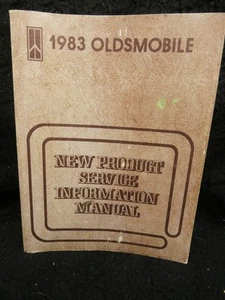 1983 OLDSMOBILE
NEW PRODUCT
SERVICE
INFORMATION
MANUAL